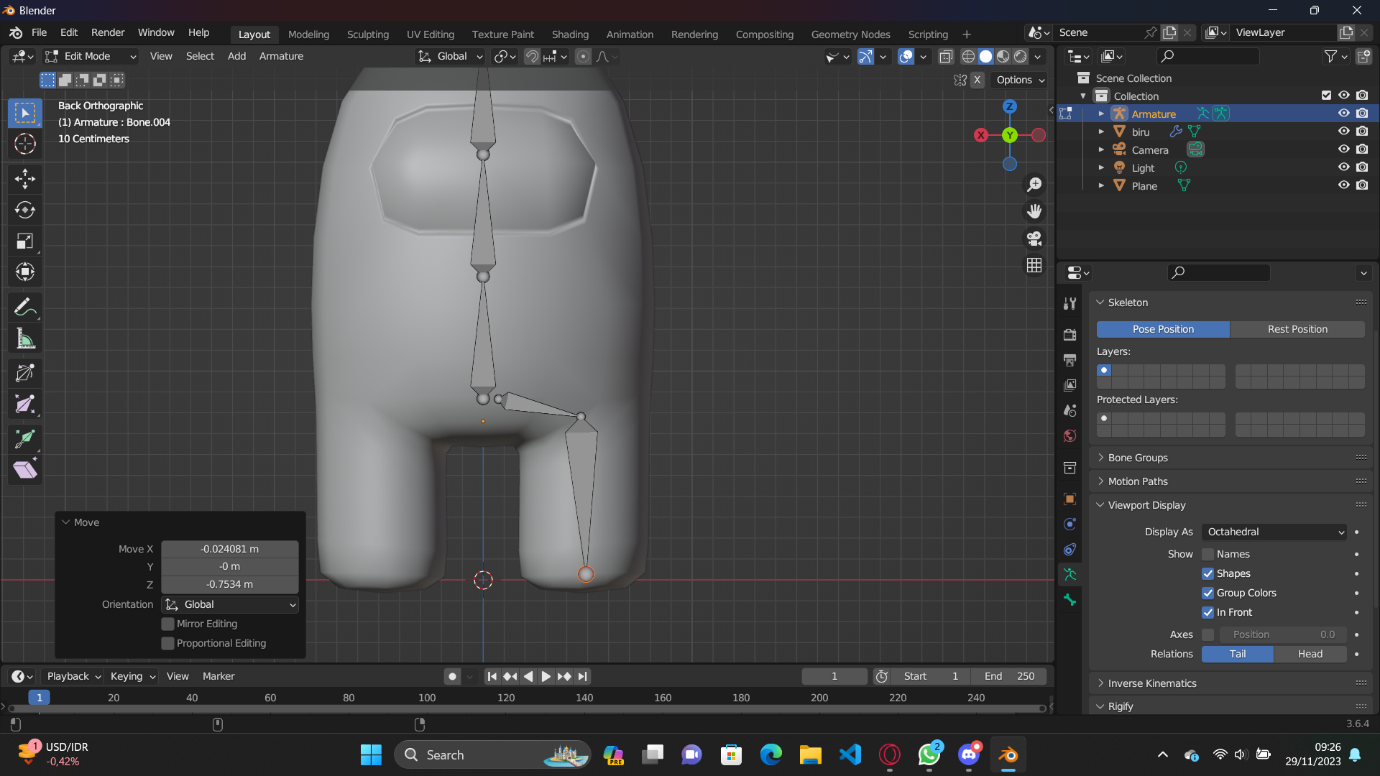 Blender
File Edit Render Window Help Layout Modeling Sculpting UV Editing Texture Paint Shading Animation Rendering Compositing Geometry Nodes Scripting + Scene ViewLayer
Edit Mode View Select Add Armature Global
X Options
Back Orthographic
(1) Armature : Bone.004
10 Centimeters
Z
X
Y
Scene Collection
Collection
Armature
biru
Camera
Light
Plane
Skeleton
Pose Position Rest Position
Layers:
Protected Layers:
Bone Groups
Motion Paths
Viewport Display
Display As Octahedral
Show Names
Shapes
Group Colors
In Front
Axes Position 0.0
Relations Tail Head
Inverse Kinematics
Rigify
Move
Move X -0.024081 m
Y -0 m
Z -0.7534 m
Orientation Global
Mirror Editing
Proportional Editing
Playback Keying View Marker 1 Start 1 End 250
1 20 40 60 80 100 120 140 160 180 200 220 240
3.6.4
1 USD/IDR
-0,42%
Search
PRE
2
09:26
29/11/2023